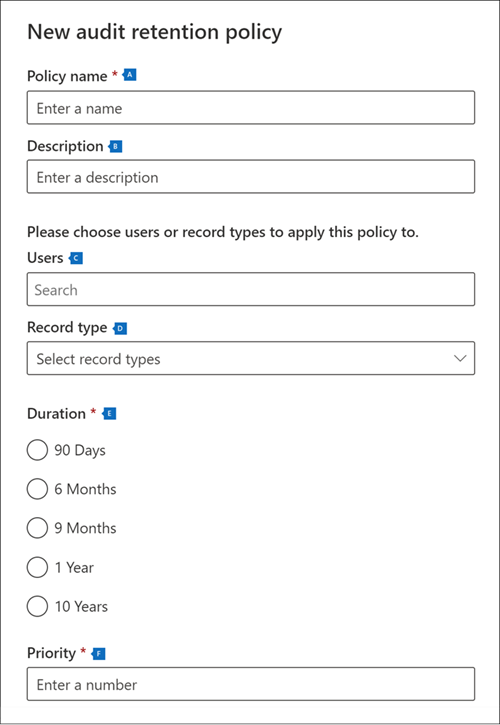 New audit retention policy
Policy name * A
Enter a name
Description B
Enter a description
Please choose users or record types to apply this policy to.
Users C
Search
Record type D
Select record types
Duration * E
90 Days
6 Months
9 Months
1 Year
10 Years
Priority * F
Enter a number